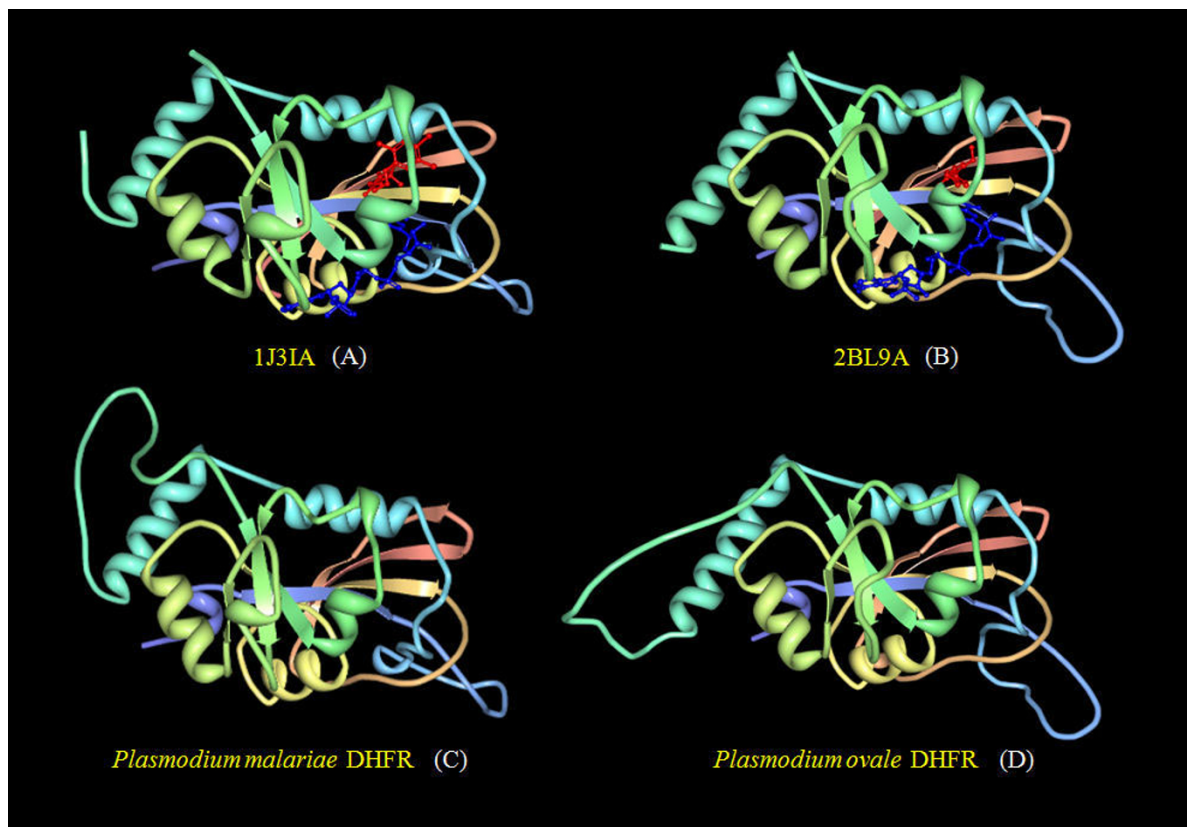 1J3IA (A)
2BL9A (B)
Plasmodium malariae DHFR (C)
Plasmodium ovale DHFR (D)